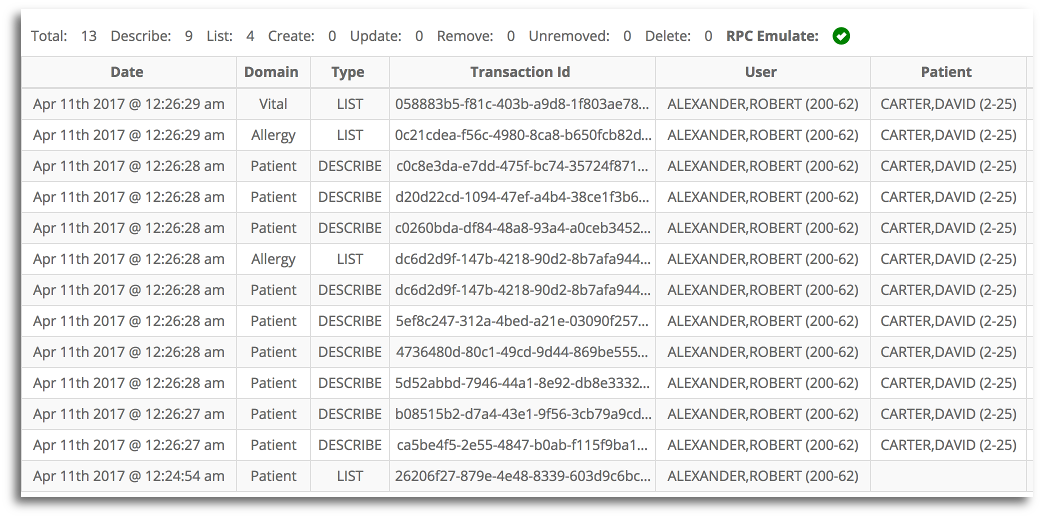 Total: 13 Describe: 9 List: 4 Create: 0 Update: 0 Remove: 0 Unremoved: 0 Delete: 0 RPC Emulate:
Date Domain Type Transaction Id User Patient
Apr 11th 2017 @ 12:26:29 am Vital LIST 058883b5-f81c-403b-a9d8-1f803ae78... ALEXANDER,ROBERT (200-62) CARTER,DAVID (2-25)
Apr 11th 2017 @ 12:26:29 am Allergy LIST 0c21cdea-f56c-4980-8ca8-b650fcb82d... ALEXANDER,ROBERT (200-62) CARTER,DAVID (2-25)
Apr 11th 2017 @ 12:26:28 am Patient DESCRIBE c0c8e3da-e7dd-475f-bc74-35724f871... ALEXANDER,ROBERT (200-62) CARTER,DAVID (2-25)
Apr 11th 2017 @ 12:26:28 am Patient DESCRIBE d20d22cd-1094-47ef-a4b4-38ce1f3b6... ALEXANDER,ROBERT (200-62) CARTER,DAVID (2-25)
Apr 11th 2017 @ 12:26:28 am Patient DESCRIBE c0260bda-df84-48a8-93a4-a0ceb3452... ALEXANDER,ROBERT (200-62) CARTER,DAVID (2-25)
Apr 11th 2017 @ 12:26:28 am Allergy LIST dc6d2d9f-147b-4218-90d2-8b7afa944... ALEXANDER,ROBERT (200-62) CARTER,DAVID (2-25)
Apr 11th 2017 @ 12:26:28 am Patient DESCRIBE dc6d2d9f-147b-4218-90d2-8b7afa944... ALEXANDER,ROBERT (200-62) CARTER,DAVID (2-25)
Apr 11th 2017 @ 12:26:28 am Patient DESCRIBE 5ef8c247-312a-4bed-a21e-03090f257... ALEXANDER,ROBERT (200-62) CARTER,DAVID (2-25)
Apr 11th 2017 @ 12:26:28 am Patient DESCRIBE 4736480d-80c1-49cd-9d44-869be555... ALEXANDER,ROBERT (200-62) CARTER,DAVID (2-25)
Apr 11th 2017 @ 12:26:28 am Patient DESCRIBE 5d52abbd-7946-44a1-8e92-db8e3332... ALEXANDER,ROBERT (200-62) CARTER,DAVID (2-25)
Apr 11th 2017 @ 12:26:27 am Patient DESCRIBE b08515b2-d7a4-43e1-9f56-3cb79a9cd... ALEXANDER,ROBERT (200-62) CARTER,DAVID (2-25)
Apr 11th 2017 @ 12:26:27 am Patient DESCRIBE ca5be4f5-2e55-4847-b0ab-f115f9ba1... ALEXANDER,ROBERT (200-62) CARTER,DAVID (2-25)
Apr 11th 2017 @ 12:24:54 am Patient LIST 26206f27-879e-4e48-8339-603d9c6bc... ALEXANDER,ROBERT (200-62)